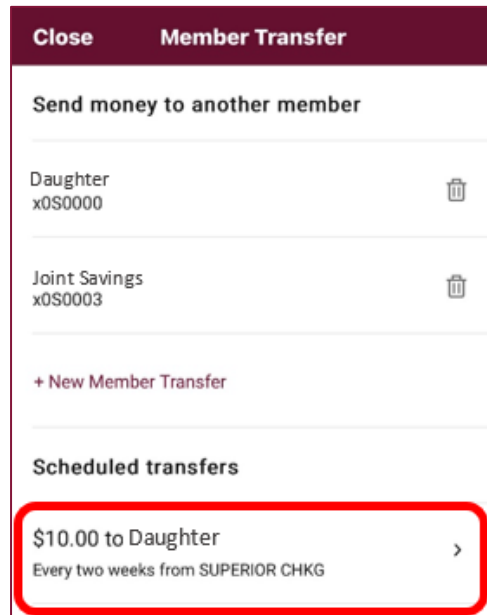 Close Member Transfer
Send money to another member
Daughter
x0S0000
Joint Savings
x0S0003
+ New Member Transfer
Scheduled transfers
$10.00 to Daughter
Every two weeks from SUPERIOR CHKG